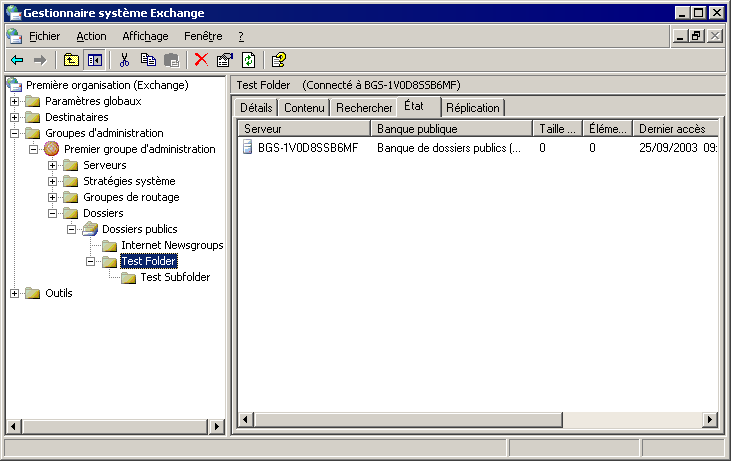 Gestionnaire système Exchange
Fichier Action Affichage Fenêtre ?
Première organisation (Exchange)
Paramètres globaux
Destinataires
Groupes d'administration
Premier groupe d'administration
Serveurs
Stratégies système
Groupes de routage
Dossiers
Dossiers publics
Internet Newsgroups
Test Folder
Test Subfolder
Outils
Test Folder (Connecté à BGS-1V0D8SSB6MF)
Détails Contenu Rechercher État Réplication
Serveur Banque publique Taille ... Éléme... Dernier accès
BGS-1V0D8SSB6MF Banque de dossiers publics (... 0 0 25/09/2003 09: